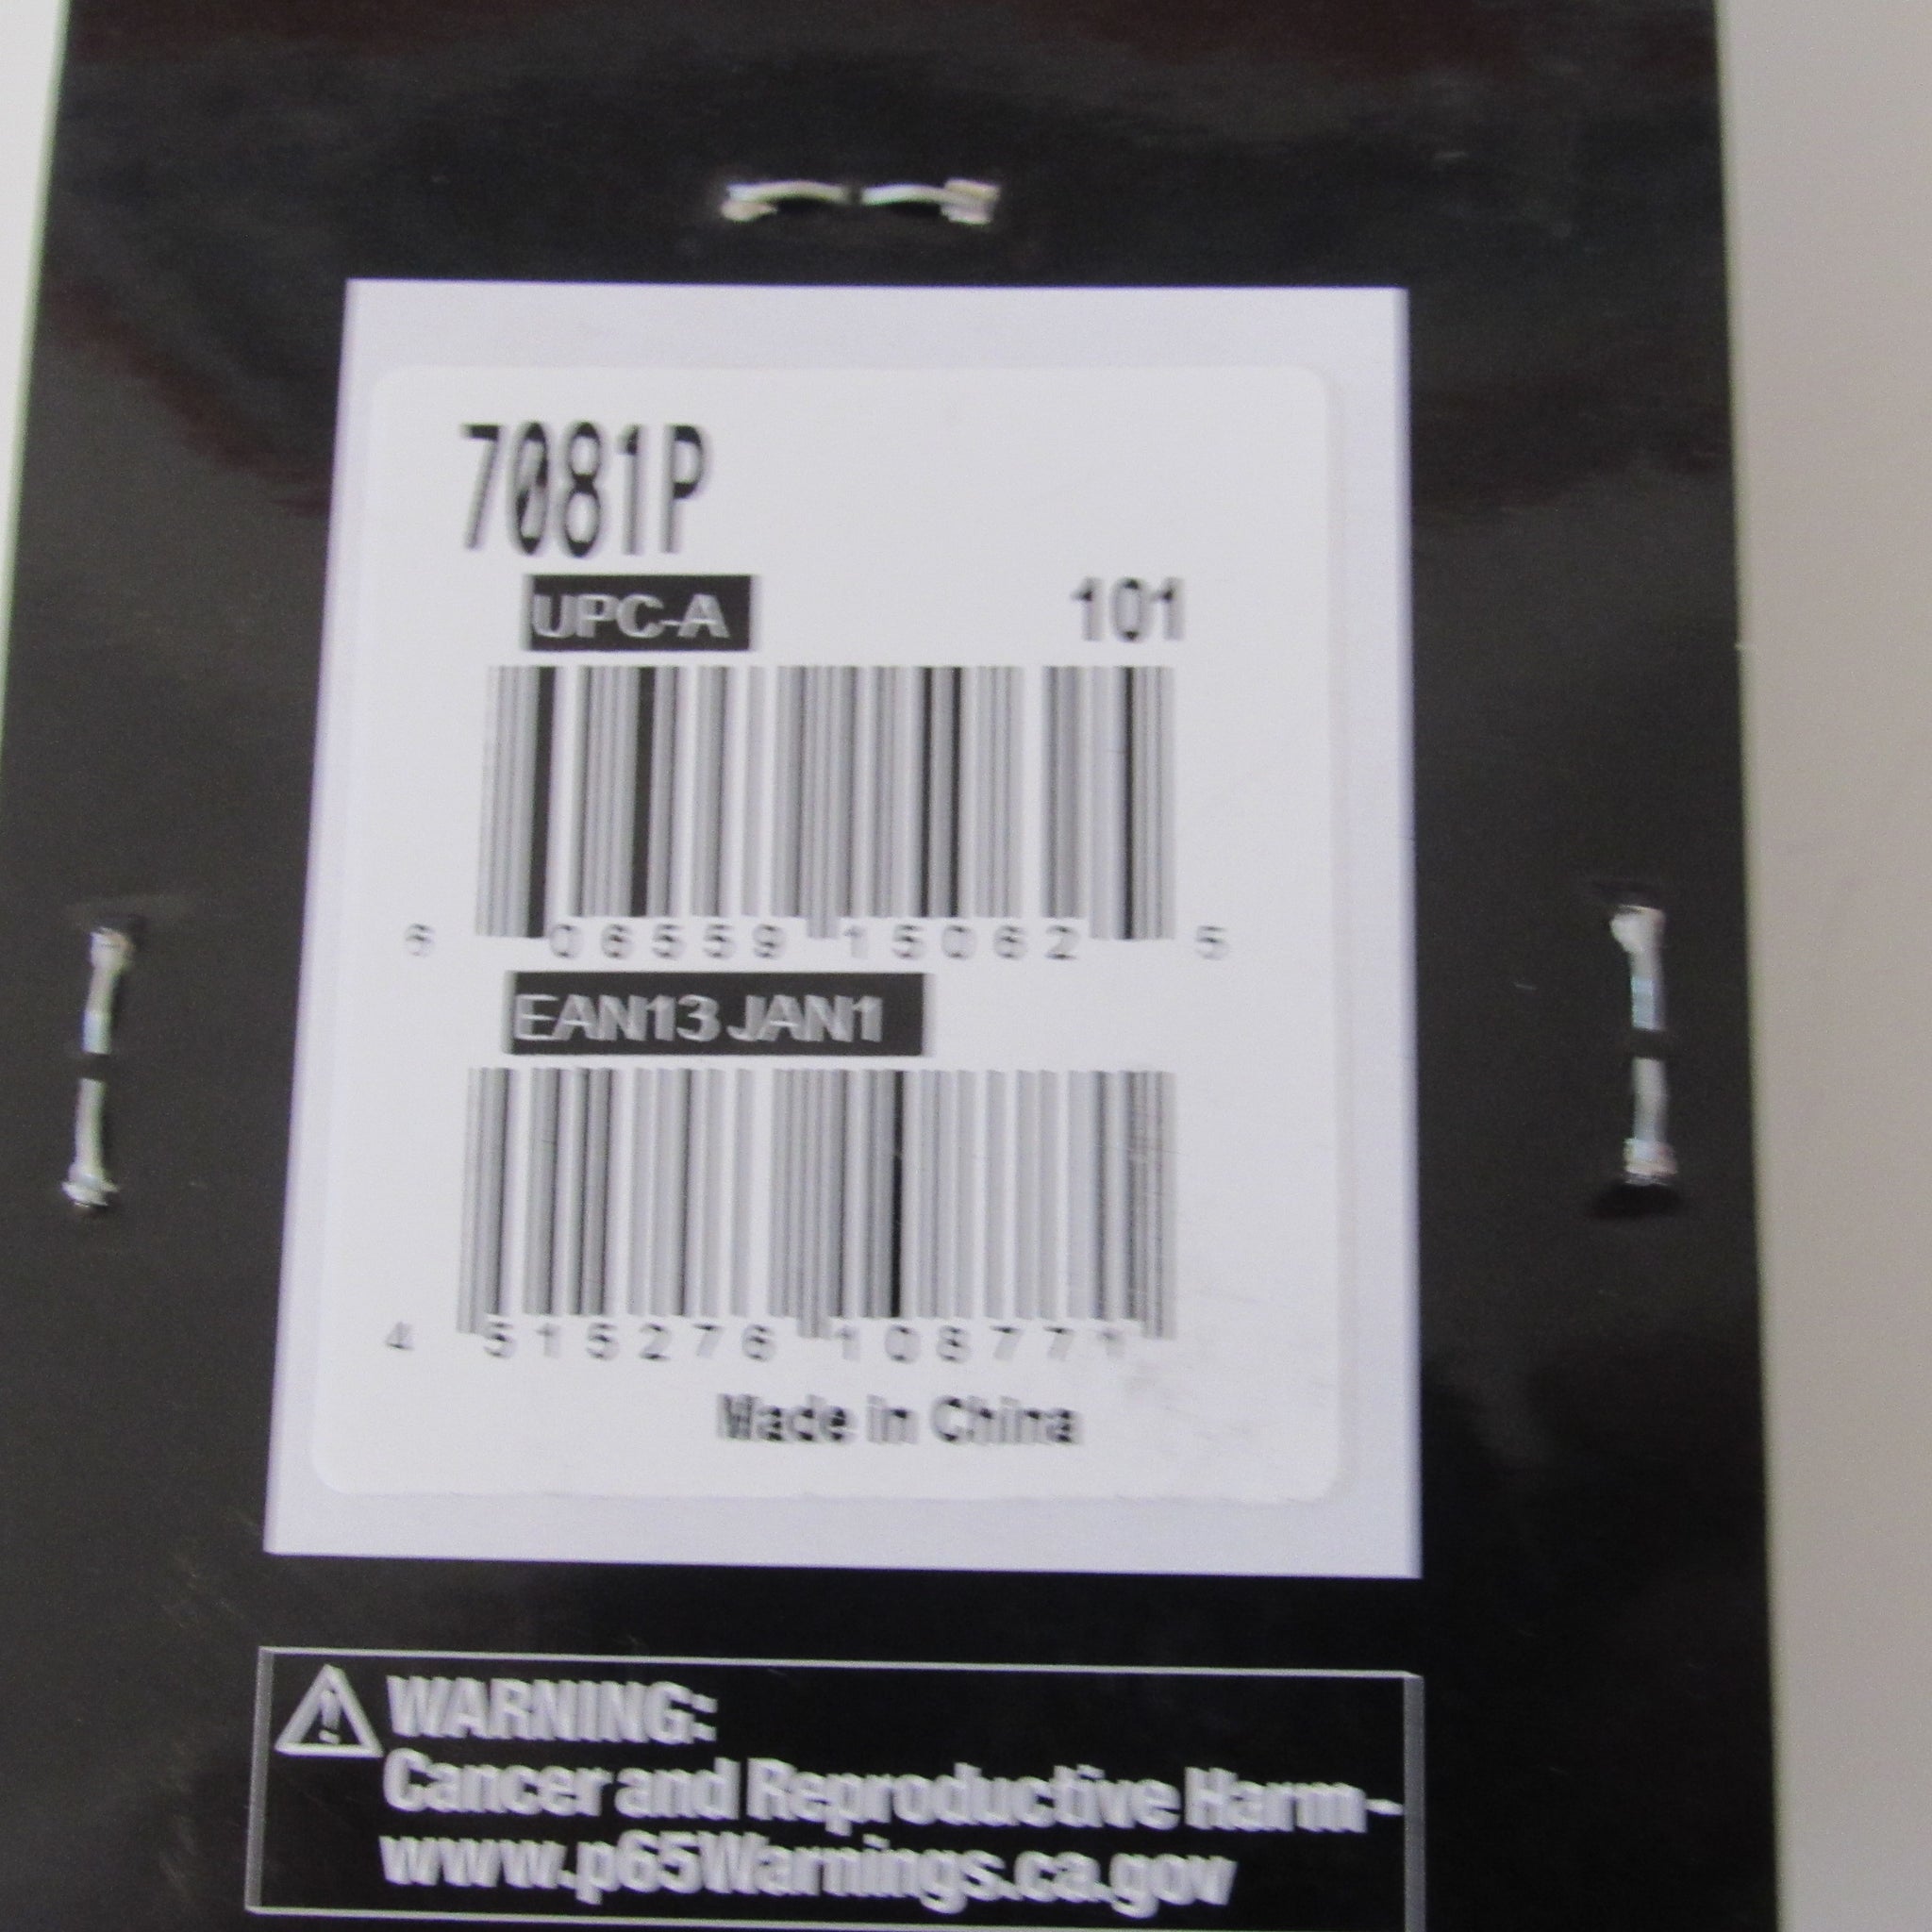 7081P
UPC-A 101
6 06559 15062 5
EAN13 JAN1
4 515276 108771
Made in China
WARNING:
Cancer and Reproductive Harm-
www.p65Warnings.ca.gov